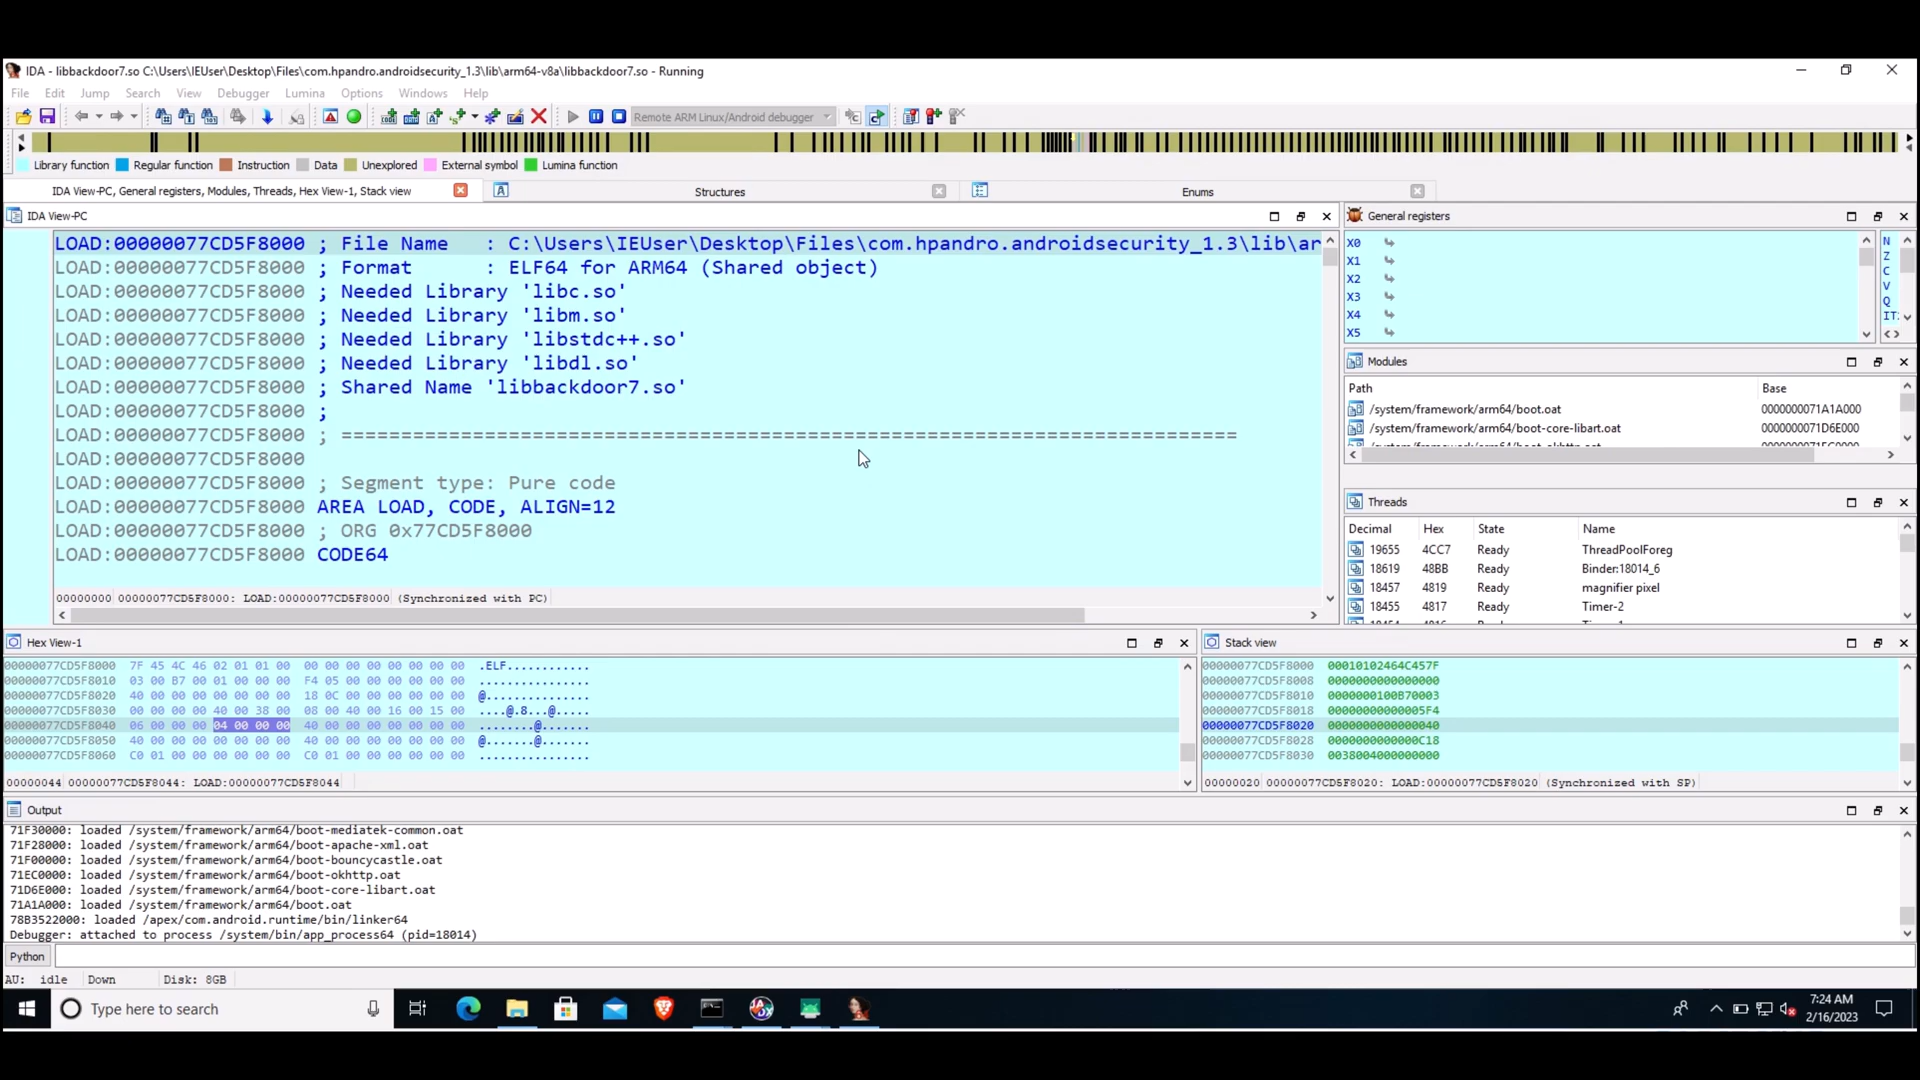 IDA - libbackdoor7.so C:\Users\IEUser\Desktop\Files\com.hpandro.androidsecurity_1.3\lib\arm64-v8a\libbackdoor7.so - Running
File Edit Jump Search View Debugger Lumina Options Windows Help
Remote ARM Linux/Android debugger
Library function Regular function Instruction Data Unexplored External symbol Lumina function
IDA View-PC, General registers, Modules, Threads, Hex View-1, Stack view Structures Enums
IDA View-PC
LOAD:00000077CD5F8000 ; File Name : C:\Users\IEUser\Desktop\Files\com.hpandro.androidsecurity_1.3\lib\ar
LOAD:00000077CD5F8000 ; Format : ELF64 for ARM64 (Shared object)
LOAD:00000077CD5F8000 ; Needed Library 'libc.so'
LOAD:00000077CD5F8000 ; Needed Library 'libm.so'
LOAD:00000077CD5F8000 ; Needed Library 'libstdc++.so'
LOAD:00000077CD5F8000 ; Needed Library 'libdl.so'
LOAD:00000077CD5F8000 ; Shared Name 'libbackdoor7.so'
LOAD:00000077CD5F8000 ;
LOAD:00000077CD5F8000 ; ===========================================================================
LOAD:00000077CD5F8000
LOAD:00000077CD5F8000 ; Segment type: Pure code
LOAD:00000077CD5F8000 AREA LOAD, CODE, ALIGN=12
LOAD:00000077CD5F8000 ; ORG 0x77CD5F8000
LOAD:00000077CD5F8000 CODE64
00000000 00000077CD5F8000: LOAD:00000077CD5F8000 (Synchronized with PC)
General registers
X0
X1
X2
X3
X4
X5
N
Z
C
V
Q
IT
Modules
Path Base
/system/framework/arm64/boot.oat 0000000071A1A000
/system/framework/arm64/boot-core-libart.oat 0000000071D6E000
Threads
Decimal Hex State Name
19655 4CC7 Ready ThreadPoolForeg
18619 48BB Ready Binder:18014_6
18457 4819 Ready magnifier pixel
18455 4817 Ready Timer-2
Hex View-1
00000077CD5F8000 7F 45 4C 46 02 01 01 00 00 00 00 00 00 00 00 00 .ELF............
00000077CD5F8010 03 00 B7 00 01 00 00 00 F4 05 00 00 00 00 00 00 ................
00000077CD5F8020 40 00 00 00 00 00 00 00 18 0C 00 00 00 00 00 00 @...............
00000077CD5F8030 00 00 00 00 40 00 38 00 08 00 40 00 16 00 15 00 ....@.8...@.....
00000077CD5F8040 06 00 00 00 04 00 00 00 40 00 00 00 00 00 00 00 ........@.......
00000077CD5F8050 40 00 00 00 00 00 00 00 40 00 00 00 00 00 00 00 @.......@.......
00000077CD5F8060 C0 01 00 00 00 00 00 00 C0 01 00 00 00 00 00 00 ................
00000044 00000077CD5F8044: LOAD:00000077CD5F8044
Stack view
00000077CD5F8000 00010102464C457F
00000077CD5F8008 0000000000000000
00000077CD5F8010 0000000100B70003
00000077CD5F8018 00000000000005F4
00000077CD5F8020 0000000000000040
00000077CD5F8028 0000000000000C18
00000077CD5F8030 0038004000000000
00000020 00000077CD5F8020: LOAD:00000077CD5F8020 (Synchronized with SP)
Output
71F30000: loaded /system/framework/arm64/boot-mediatek-common.oat
71F28000: loaded /system/framework/arm64/boot-apache-xml.oat
71F00000: loaded /system/framework/arm64/boot-bouncycastle.oat
71EC0000: loaded /system/framework/arm64/boot-okhttp.oat
71D6E000: loaded /system/framework/arm64/boot-core-libart.oat
71A1A000: loaded /system/framework/arm64/boot.oat
78B3522000: loaded /apex/com.android.runtime/bin/linker64
Debugger: attached to process /system/bin/app_process64 (pid=18014)
Python
AU: idle Down Disk: 8GB
Type here to search
7:24 AM
2/16/2023